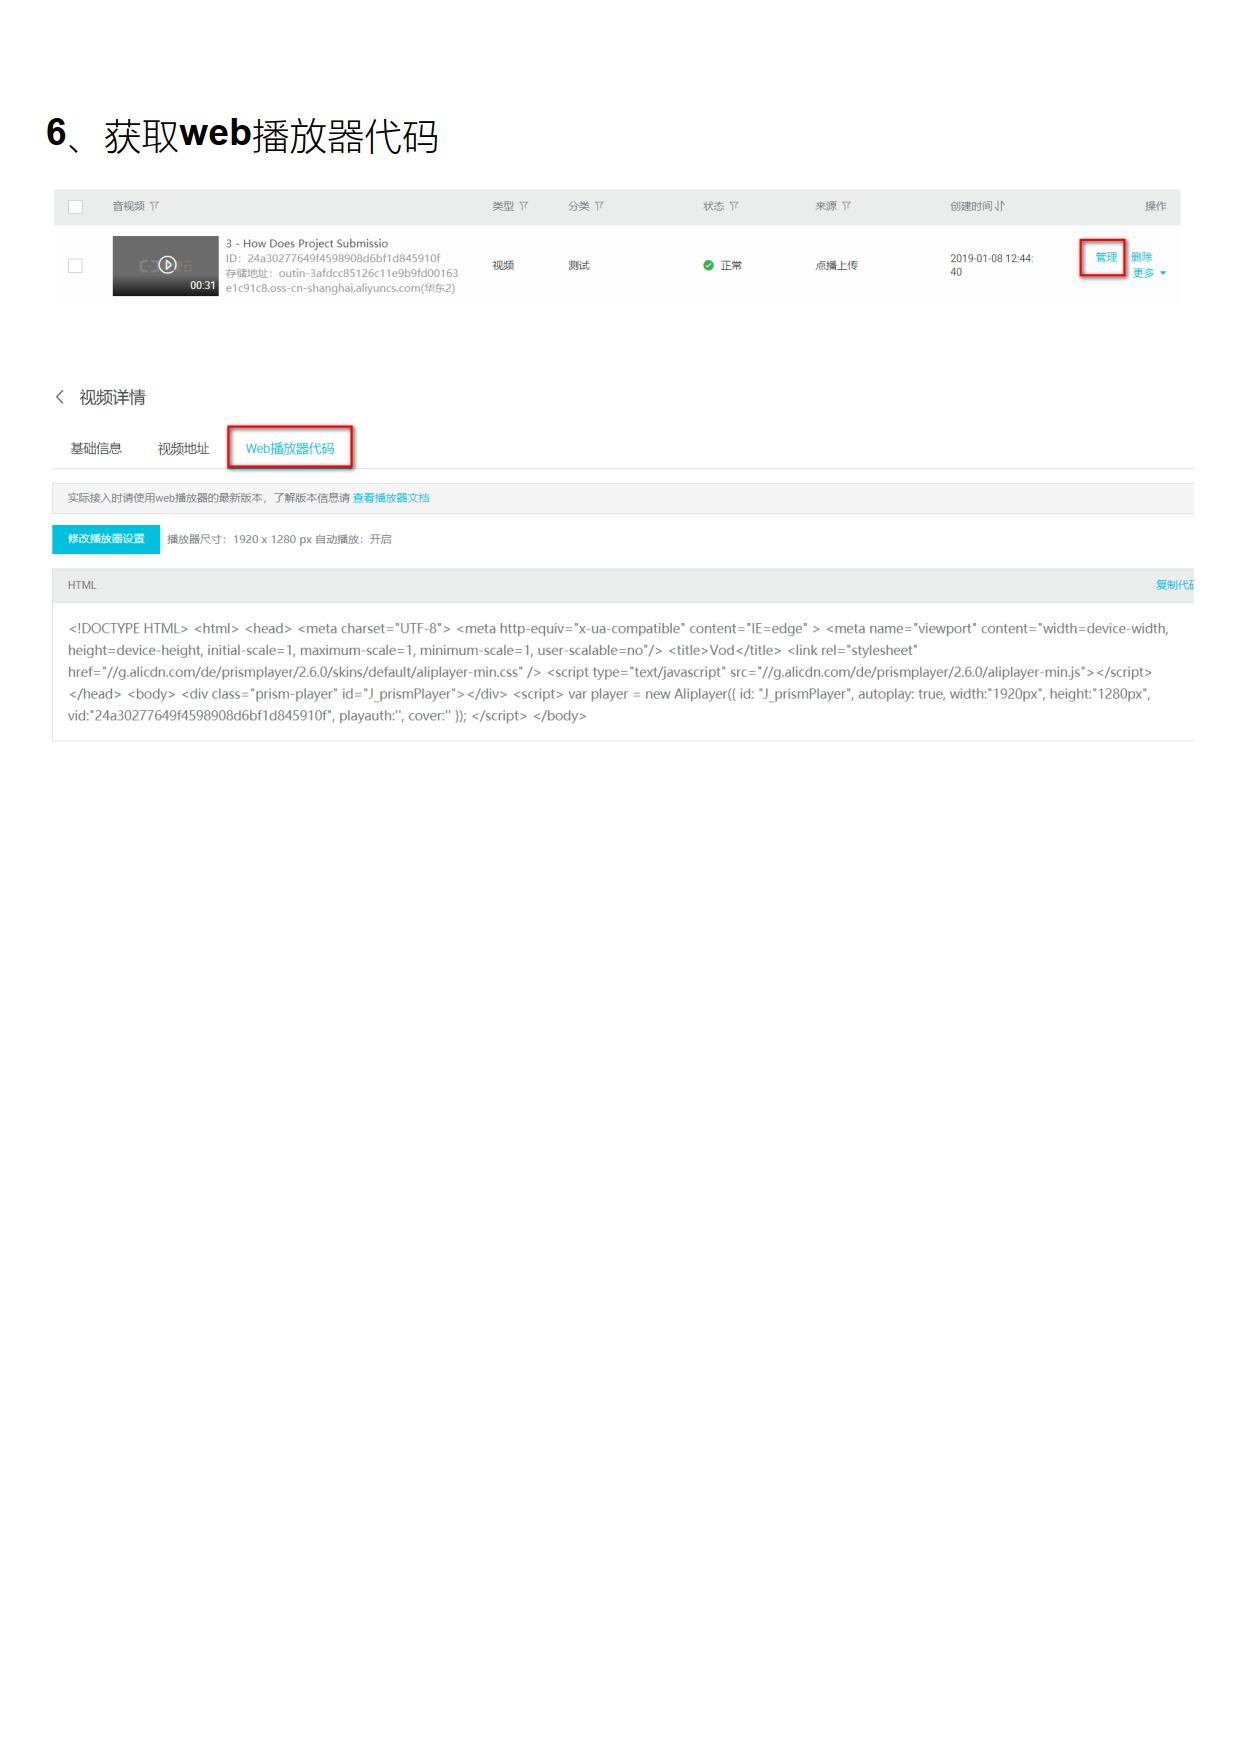 6、获取web播放器代码
音视频 类型 分类 状态 来源 创建时间 操作
3 - How Does Project Submissio
ID：24a30277649f4598908d6bf1d845910f
存储地址：outin-3afdcc85126c11e9b9fd00163
e1c91c8.oss-cn-shanghai.aliyuncs.com(华东2)
00:31
视频
测试
正常
点播上传
2019-01-08 12:44:
40
管理 删除
更多
视频详情
基础信息 视频地址 Web播放器代码
实际接入时请使用web播放器的最新版本，了解版本信息请 查看播放器文档
修改播放器设置 播放器尺寸：1920 x 1280 px 自动播放：开启
HTML 复制代码
<!DOCTYPE HTML> <html> <head> <meta charset="UTF-8"> <meta http-equiv="x-ua-compatible" content="IE=edge" > <meta name="viewport" content="width=device-width,
height=device-height, initial-scale=1, maximum-scale=1, minimum-scale=1, user-scalable=no"/> <title>Vod</title> <link rel="stylesheet"
href="//g.alicdn.com/de/prismplayer/2.6.0/skins/default/aliplayer-min.css" /> <script type="text/javascript" src="//g.alicdn.com/de/prismplayer/2.6.0/aliplayer-min.js"></script>
</head> <body> <div class="prism-player" id="J_prismPlayer"></div> <script> var player = new Aliplayer({ id: "J_prismPlayer", autoplay: true, width:"1920px", height:"1280px",
vid:"24a30277649f4598908d6bf1d845910f", playauth:'', cover:'' }); </script> </body>